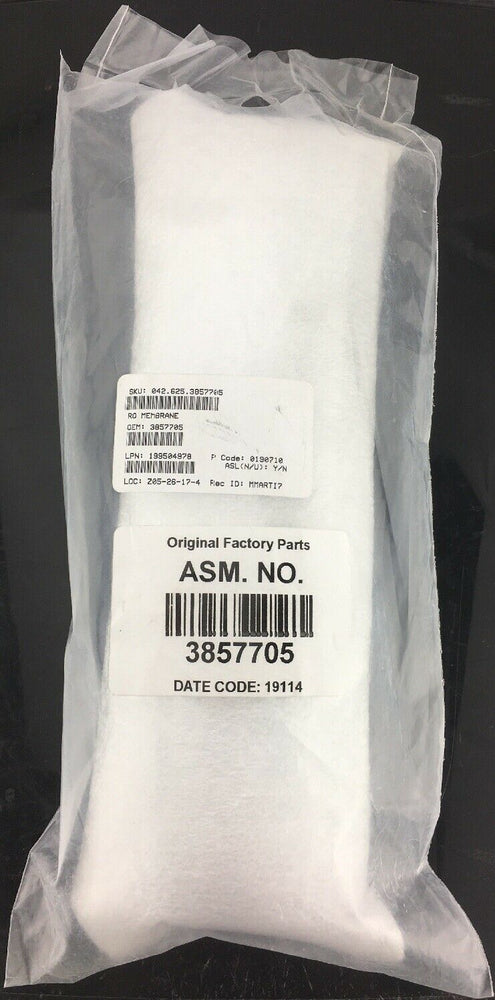 SKU: 042.625.3857705
RO MEMBRANE
OEM: 3857705
LPN: 199504978 P Code: 0190710
ASL(N/U): Y/N
LOC: Z05-26-17-4 Rec ID: MMARTI7
Original Factory Parts
ASM. NO.
3857705
DATE CODE: 19114